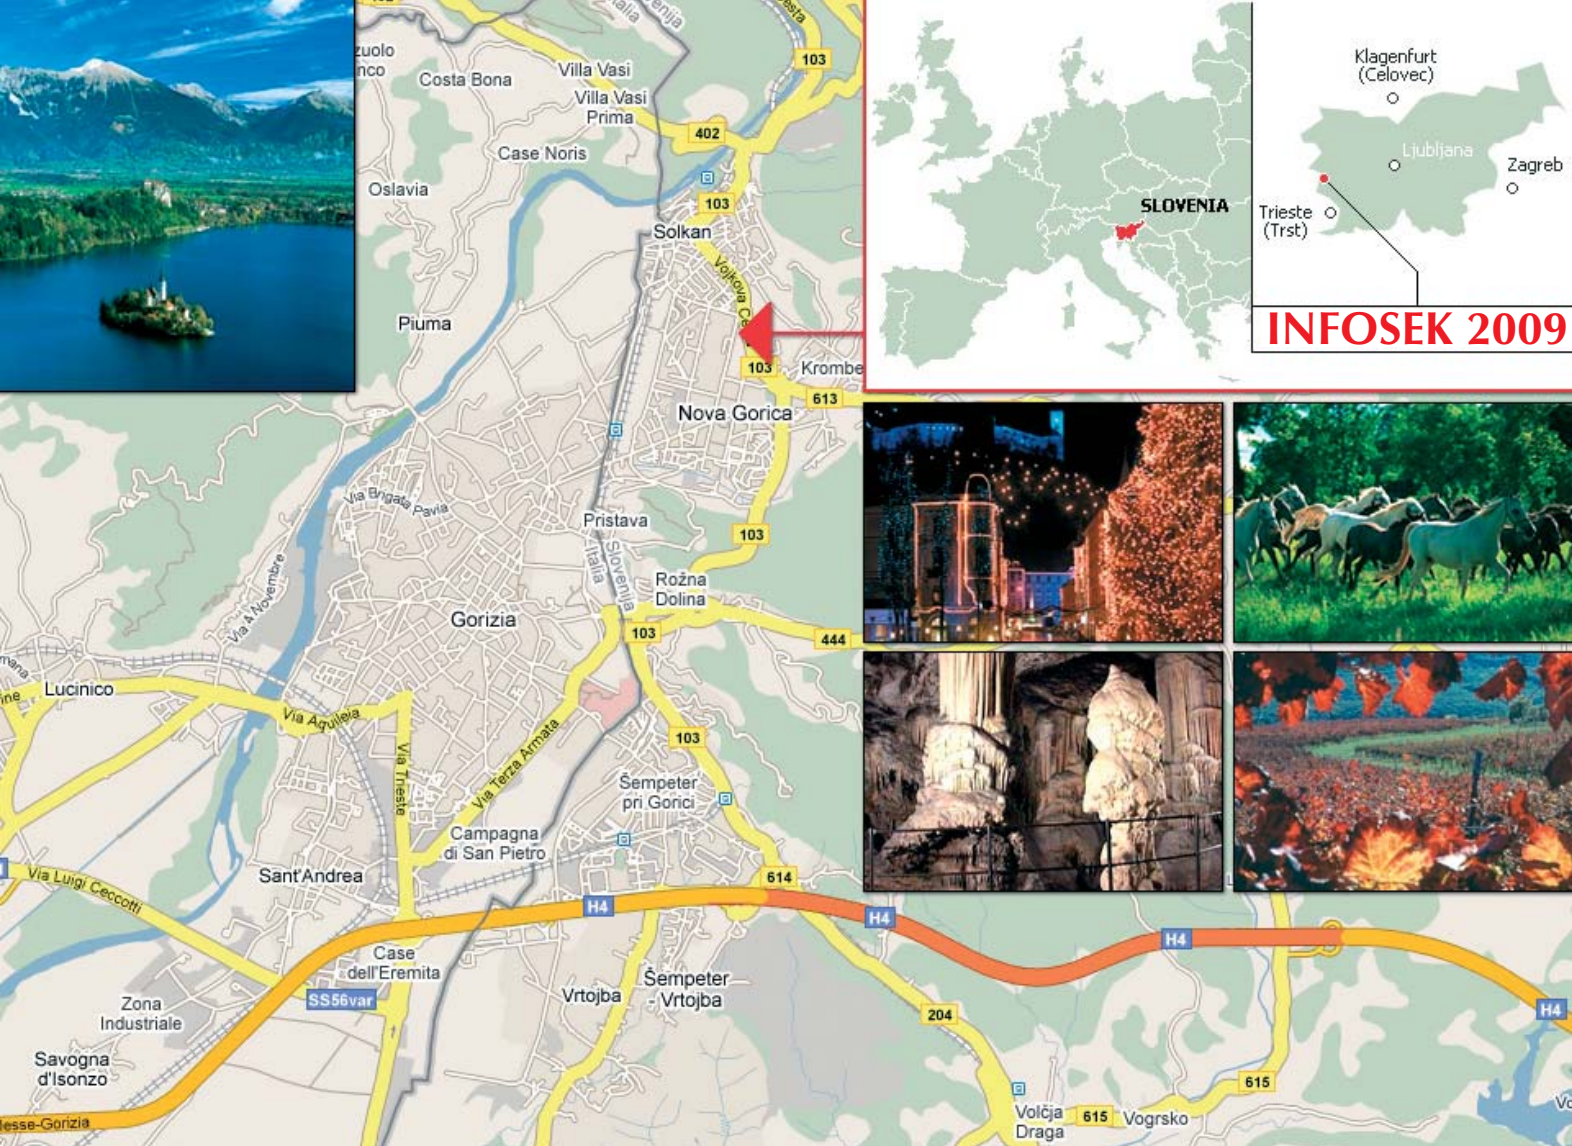 Costa Bona
Villa Vasi
Villa Vasi
Prima
402
103
Case Noris
Oslavia
103
Solkan
Vojkova
Piuma
103
Krombe
613
Nova Gorica
Via Brigata Pavia
Pristava
Italia
Slovenija
103
Rožna
Dolina
Via 4 Novembre
Gorizia
103
444
Lucinico
Via Aquileia
Via Trieste
Via Terza Armata
103
Šempeter
pri Gorici
Campagna
di San Pietro
Sant'Andrea
Via Luigi Ceccotti
614
H4
H4
H4
H4
Case
dell'Eremita
SS56var
Zona
Industriale
Vrtojba
Šempeter
- Vrtojba
204
Savogna
d'Isonzo
esse-Gorizia
615
Volčja
Draga
615
Vogrsko
SLOVENIA
Klagenfurt
(Celovec)
Ljubljana
Zagreb
Trieste
(Trst)
INFOSEK 2009